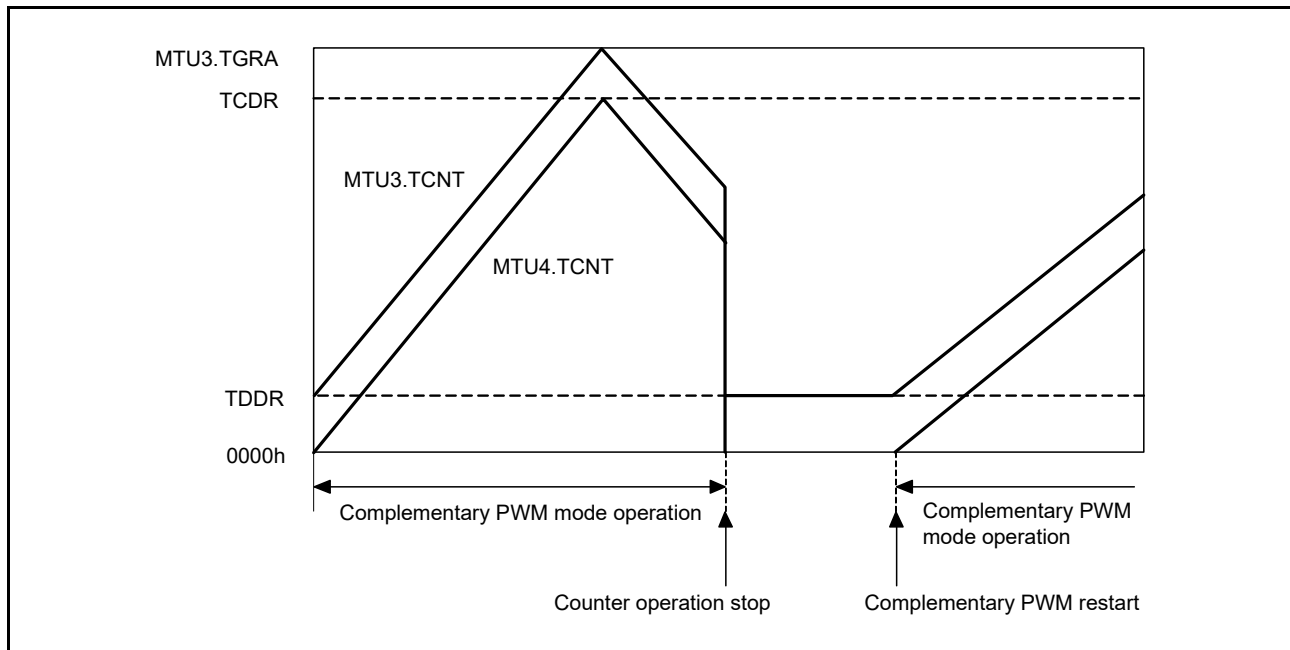 MTU3.TGRA
TCDR
MTU3.TCNT
MTU4.TCNT
TDDR
0000h
Complementary PWM mode operation
Complementary PWM
mode operation
Counter operation stop
Complementary PWM restart